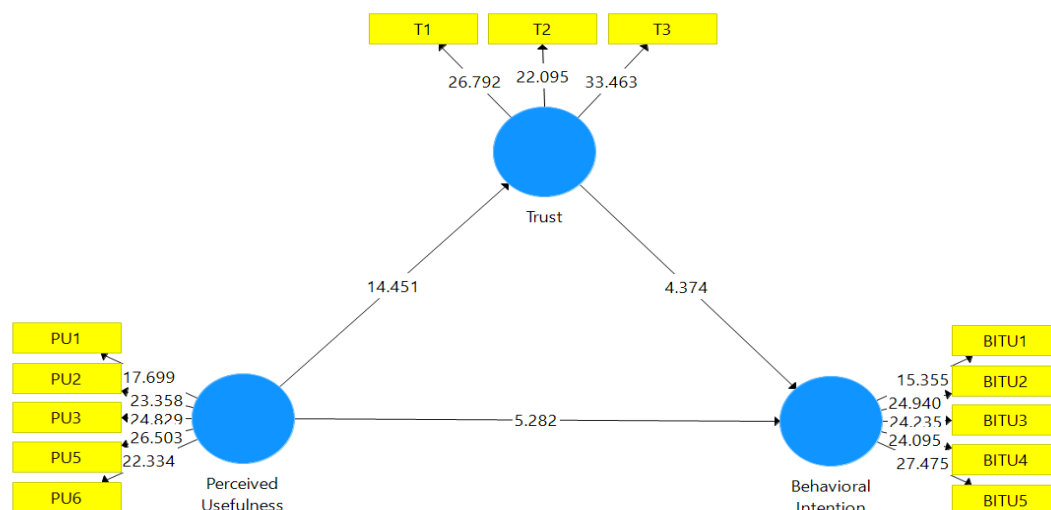 T1
T2
T3
26.792
22.095
33.463
Trust
14.451
4.374
PU1
PU2
PU3
PU5
PU6
17.699
23.358
24.829
26.503
22.334
5.282
BITU1
BITU2
BITU3
BITU4
BITU5
15.355
24.940
24.235
24.095
27.475
Perceived
Usefulness
Behavioral
Intention